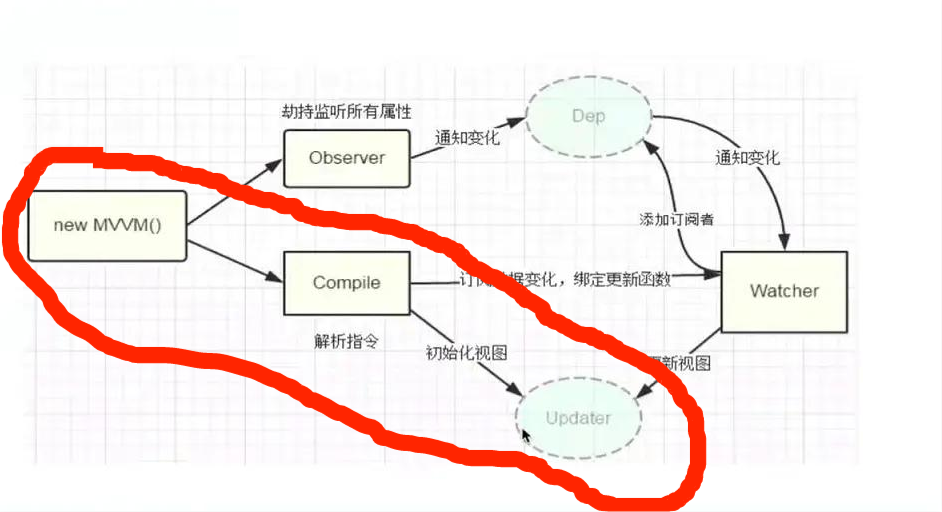 劫持监听所有属性
Observer
通知变化
Dep
通知变化
new MVVM()
添加订阅者
Compile
订 据变化，绑定更新函数
Watcher
解析指令
初始化视图
新视图
Updater